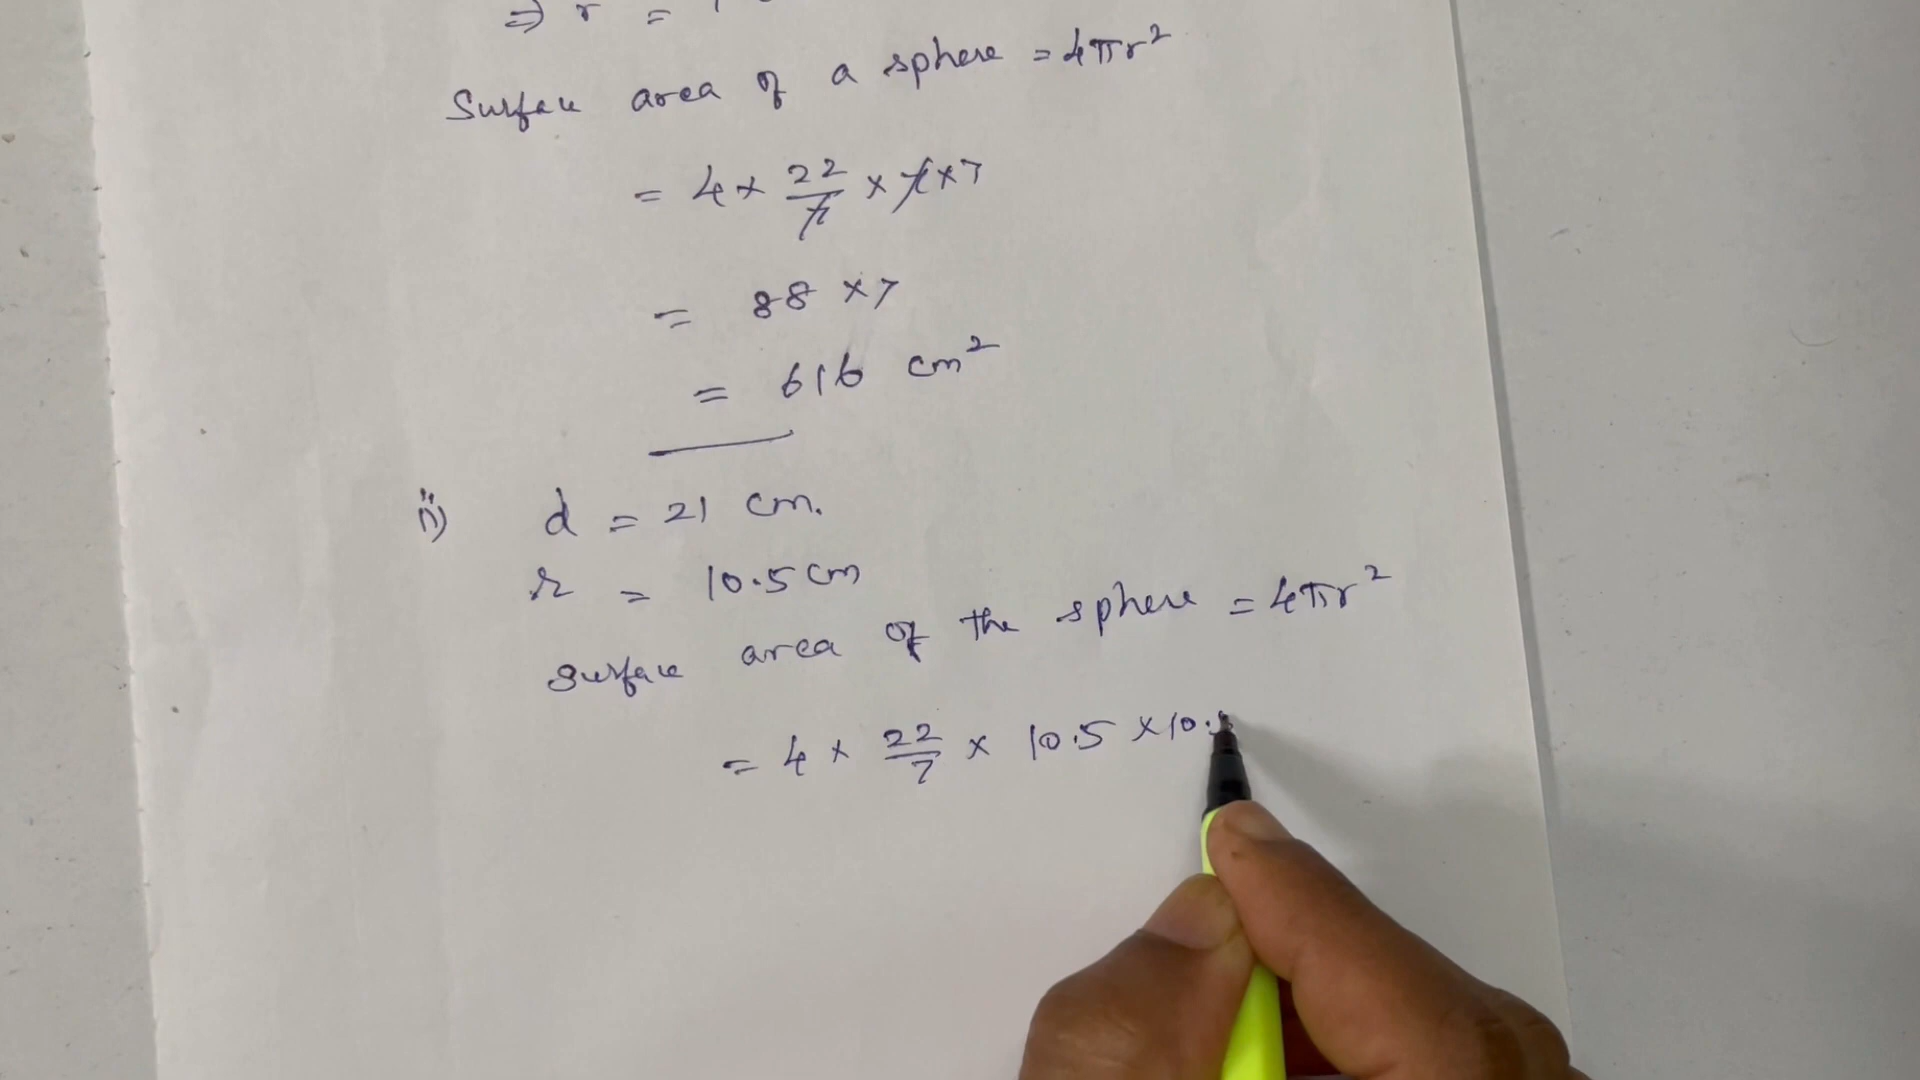 ⇒ r =
Surface area of a sphere = 4πr²
= 4 × 22/7 × 7 × 7
= 88 × 7
= 616 cm²
ii) d = 21 cm.
r = 10.5 cm
surface area of the sphere = 4πr²
= 4 × 22/7 × 10.5 × 10.